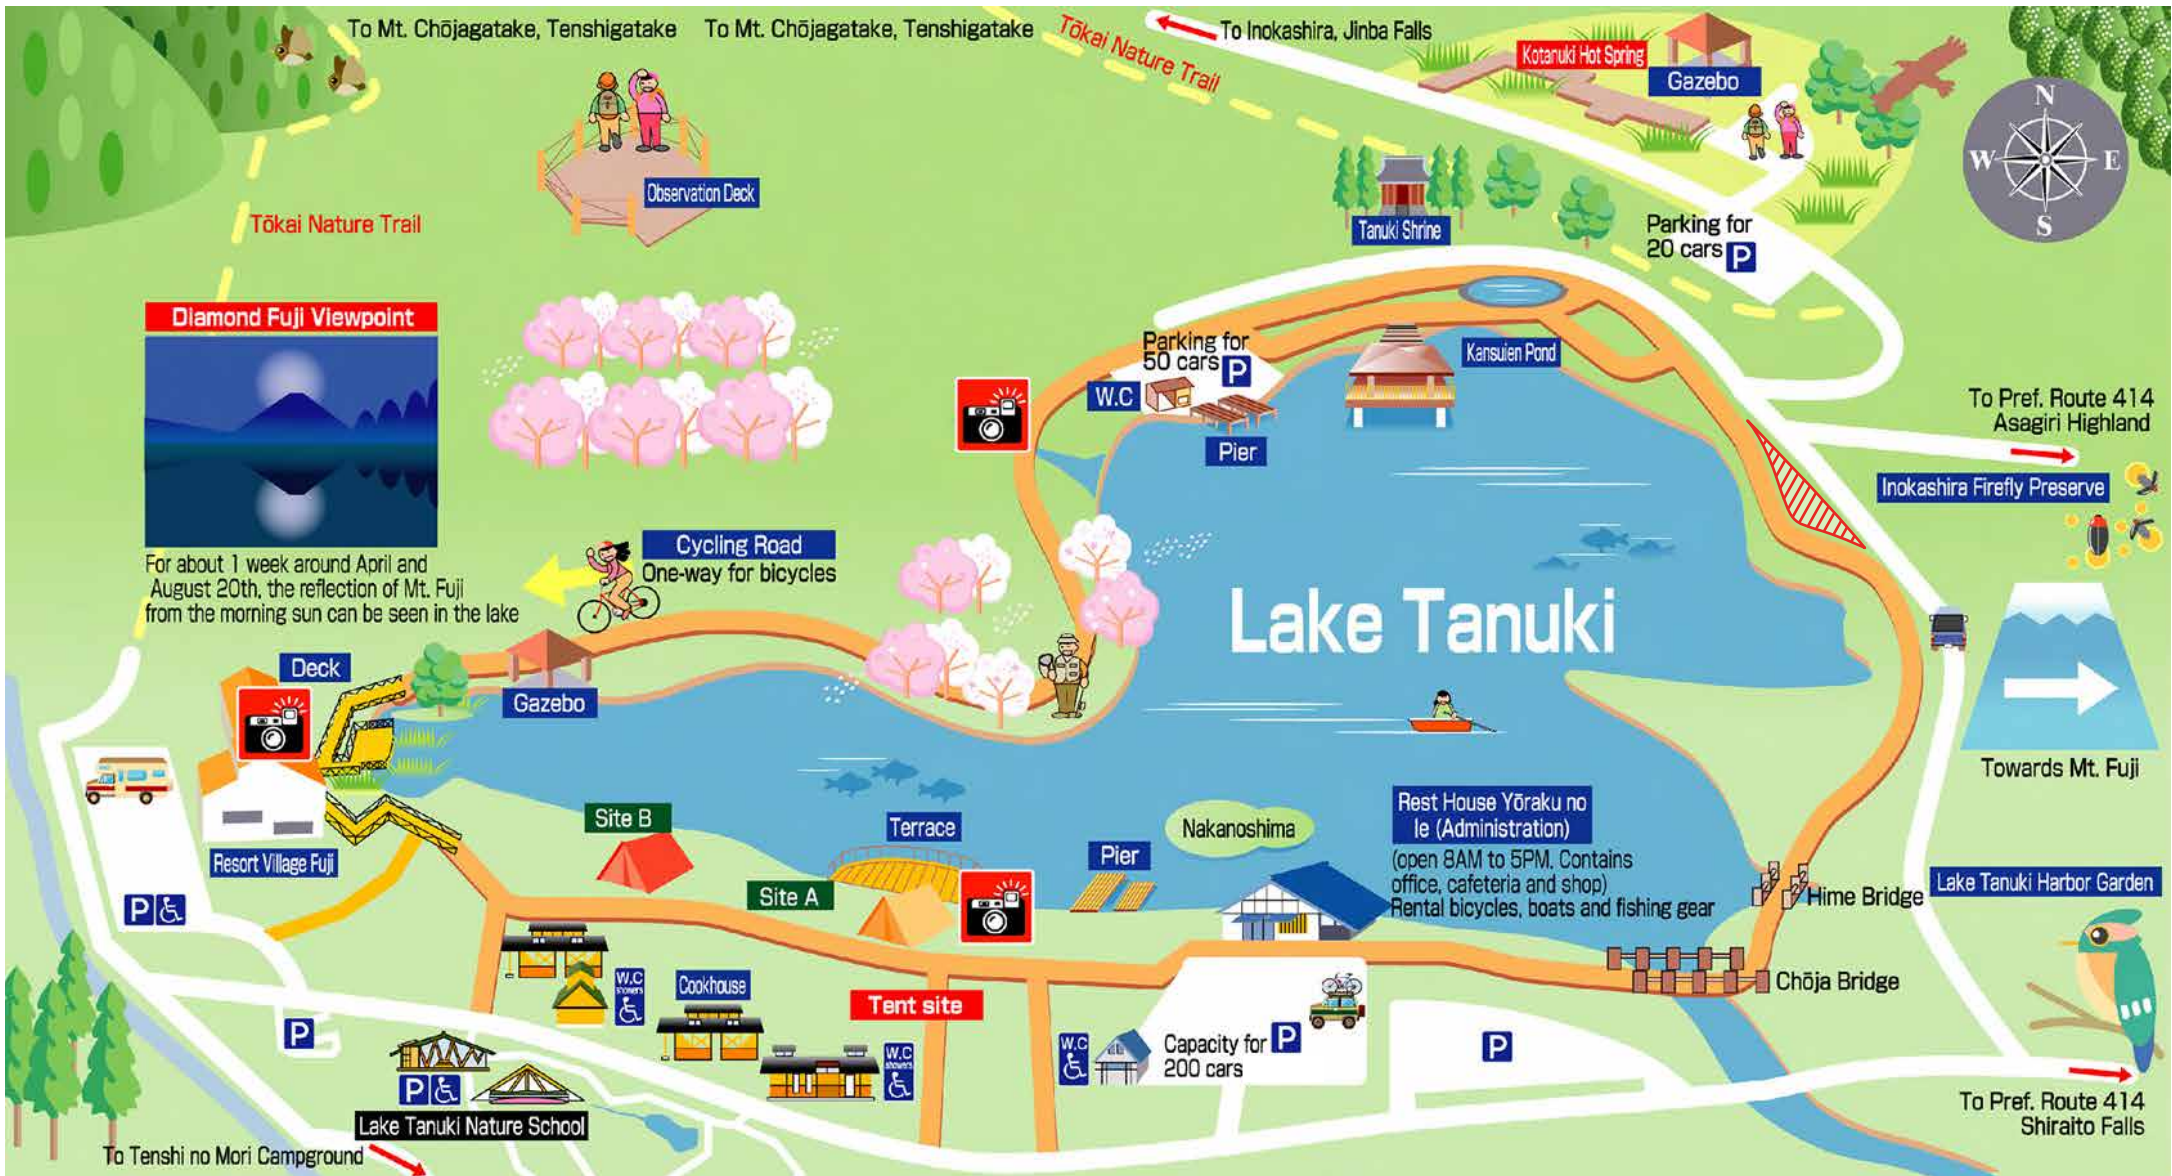 To Mt. Chōjagatake, Tenshigatake
To Mt. Chōjagatake, Tenshigatake
Tōkai Nature Trail
To Inokashira, Jinba Falls
Kotanuki Hot Spring
Gazebo
N
W
E
S
Observation Deck
Tōkai Nature Trail
Tanuki Shrine
Parking for
20 cars P
Diamond Fuji Viewpoint
For about 1 week around April and
August 20th, the reflection of Mt. Fuji
from the morning sun can be seen in the lake
Parking for
50 cars P
W.C
Pier
Kansuien Pond
To Pref. Route 414
Asagiri Highland
Inokashira Firefly Preserve
Cycling Road
One-way for bicycles
Lake Tanuki
Deck
Gazebo
Towards Mt. Fuji
Resort Village Fuji
Site B
Terrace
Site A
Pier
Nakanoshima
Rest House Yōraku no
Ie (Administration)
(open 8AM to 5PM. Contains
office, cafeteria and shop)
Rental bicycles, boats and fishing gear
Hime Bridge
Lake Tanuki Harbor Garden
Chōja Bridge
P
W.C
showers
Cookhouse
Tent site
P
W.C
showers
W.C
Capacity for P
200 cars
P
P
Lake Tanuki Nature School
To Tenshi no Mori Campground
To Pref. Route 414
Shiraito Falls